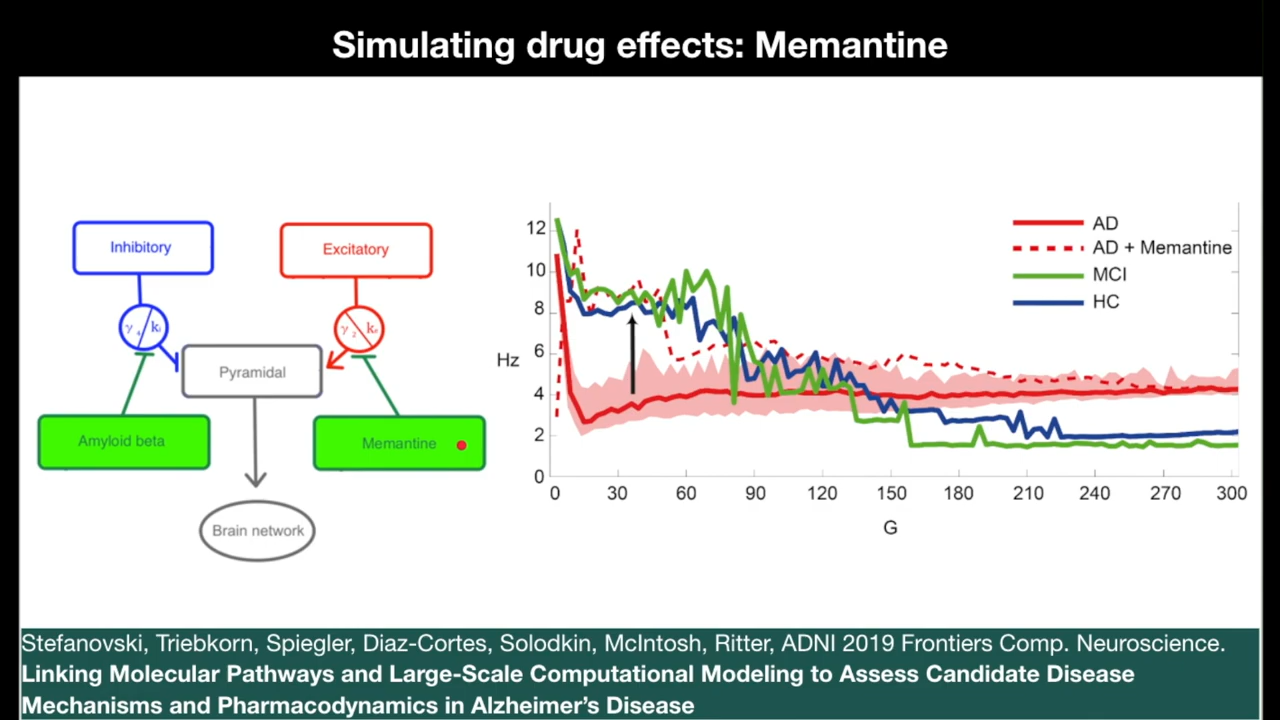 Simulating drug effects: Memantine
Inhibitory
Excitatory
Pyramidal
Amyloid beta
Memantine
Brain network
Hz
12
10
8
6
4
2
0
0 30 60 90 120 150 180 210 240 270 300
G
AD
AD + Memantine
MCI
HC
Stefanovski, Triebkorn, Spiegler, Diaz-Cortes, Solodkin, McIntosh, Ritter, ADNI 2019 Frontiers Comp. Neuroscience.
Linking Molecular Pathways and Large-Scale Computational Modeling to Assess Candidate Disease
Mechanisms and Pharmacodynamics in Alzheimer’s Disease